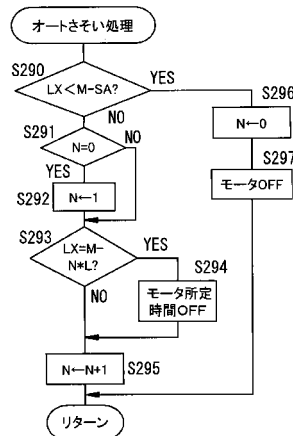 オートさそい処理
S290
LX<M-SA?
YES
S296
NO
N←0
S291
N=0
NO
S297
YES
モータOFF
S292
N←1
S293
LX=M-
N*L?
YES
S294
モータ所定
時間OFF
NO
N←N+1
S295
リターン